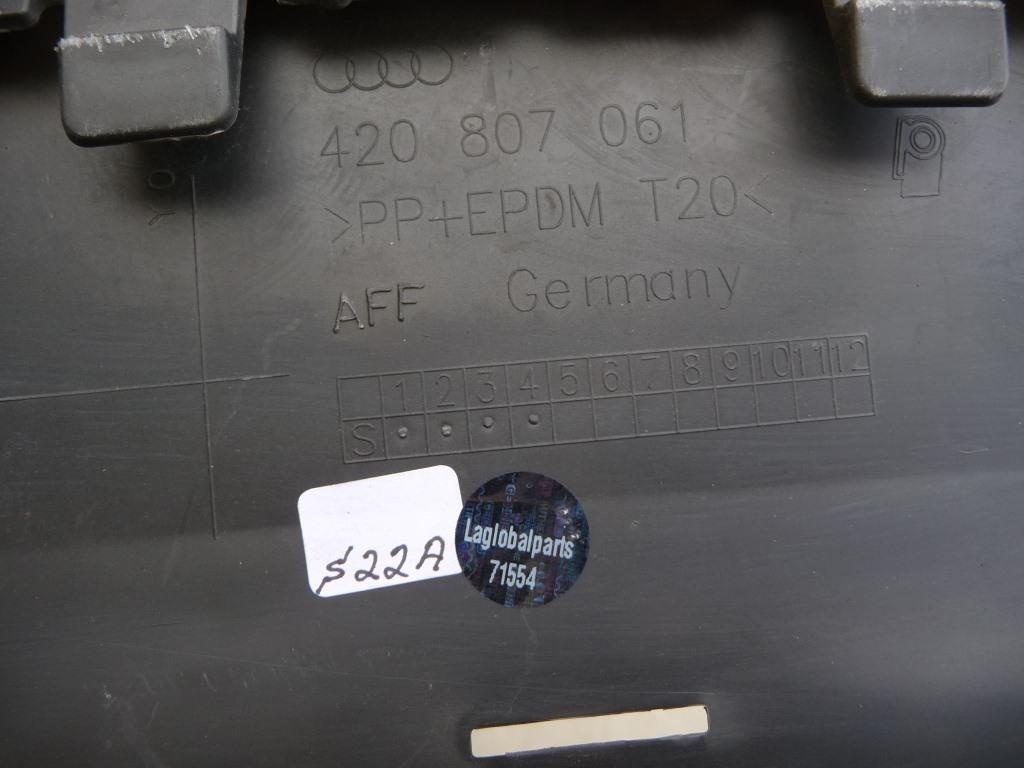 420 807 061
>PP+EPDM T20<
AFF Germany
1 2 3 4 5 6 7 8 9 10 11 12
S
Y0
S22A
Laglobalparts
71554